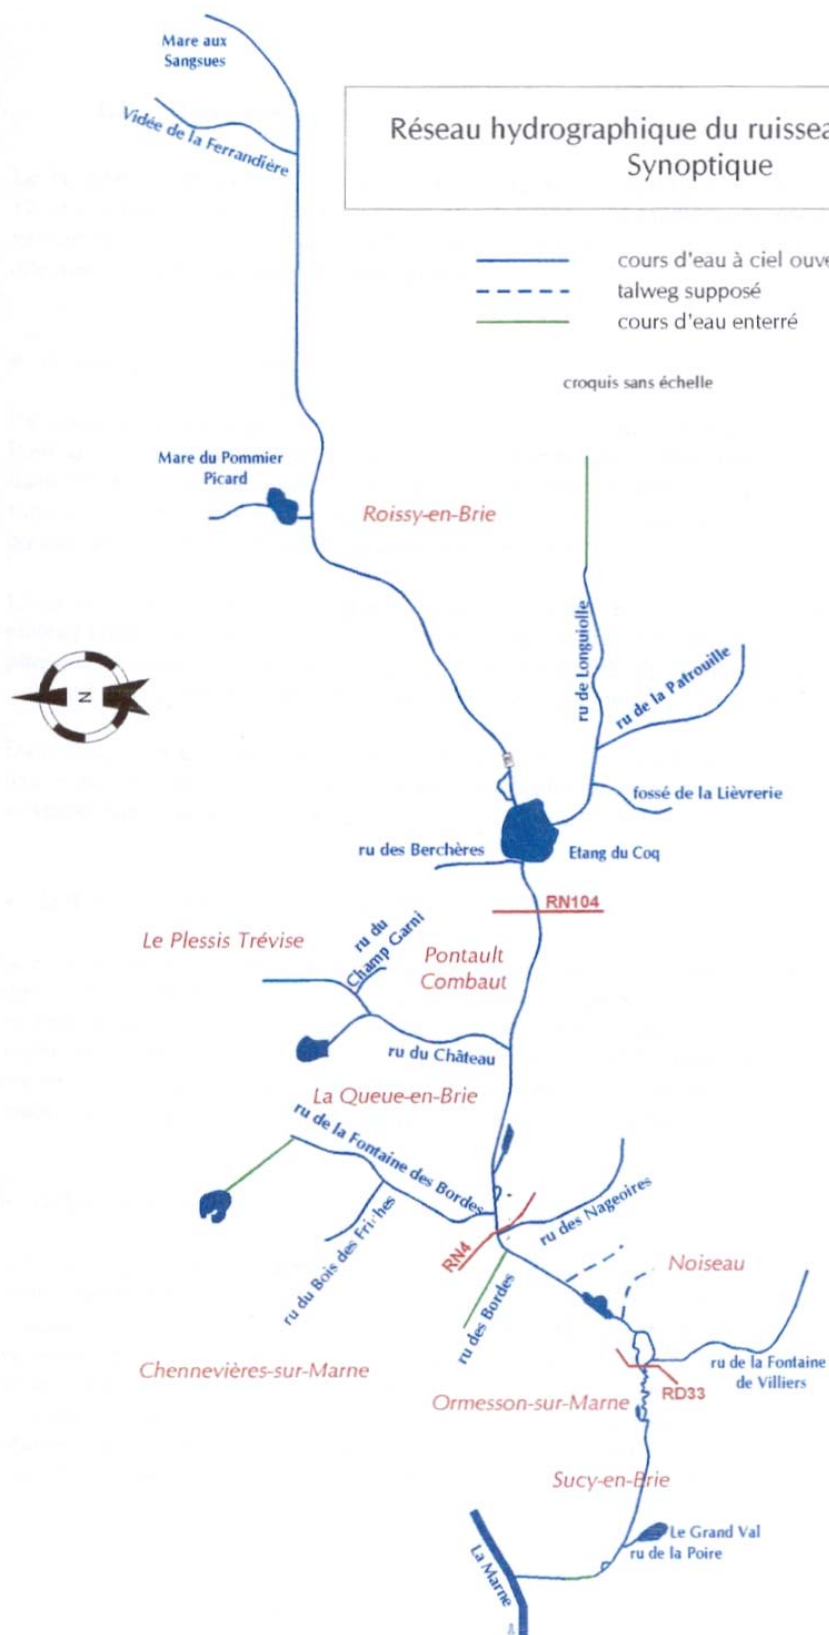 Mare aux
Sangsues
Vidée de la Ferrandière
Réseau hydrographique du ruissea
Synoptique
cours d'eau à ciel ouve
talweg supposé
cours d'eau enterré
croquis sans échelle
Mare du Pommier
Picard
Roissy-en-Brie
ru de Longuiolle
ru de la Patrouille
N
fossé de la Lièvrerie
ru des Berchères
Etang du Coq
RN104
Le Plessis Trévise
ru du
Champ Garni
Pontault
Combaut
ru du Château
La Queue-en-Brie
ru de la Fontaine des Bordes
ru du Bois des Friches
ru des Nageoires
RN4
Noiseau
ru des Bordes
ru de la Fontaine
de Villiers
Chennevières-sur-Marne
RD33
Ormesson-sur-Marne
Sucy-en-Brie
Le Grand Val
ru de la Poire
La Marne